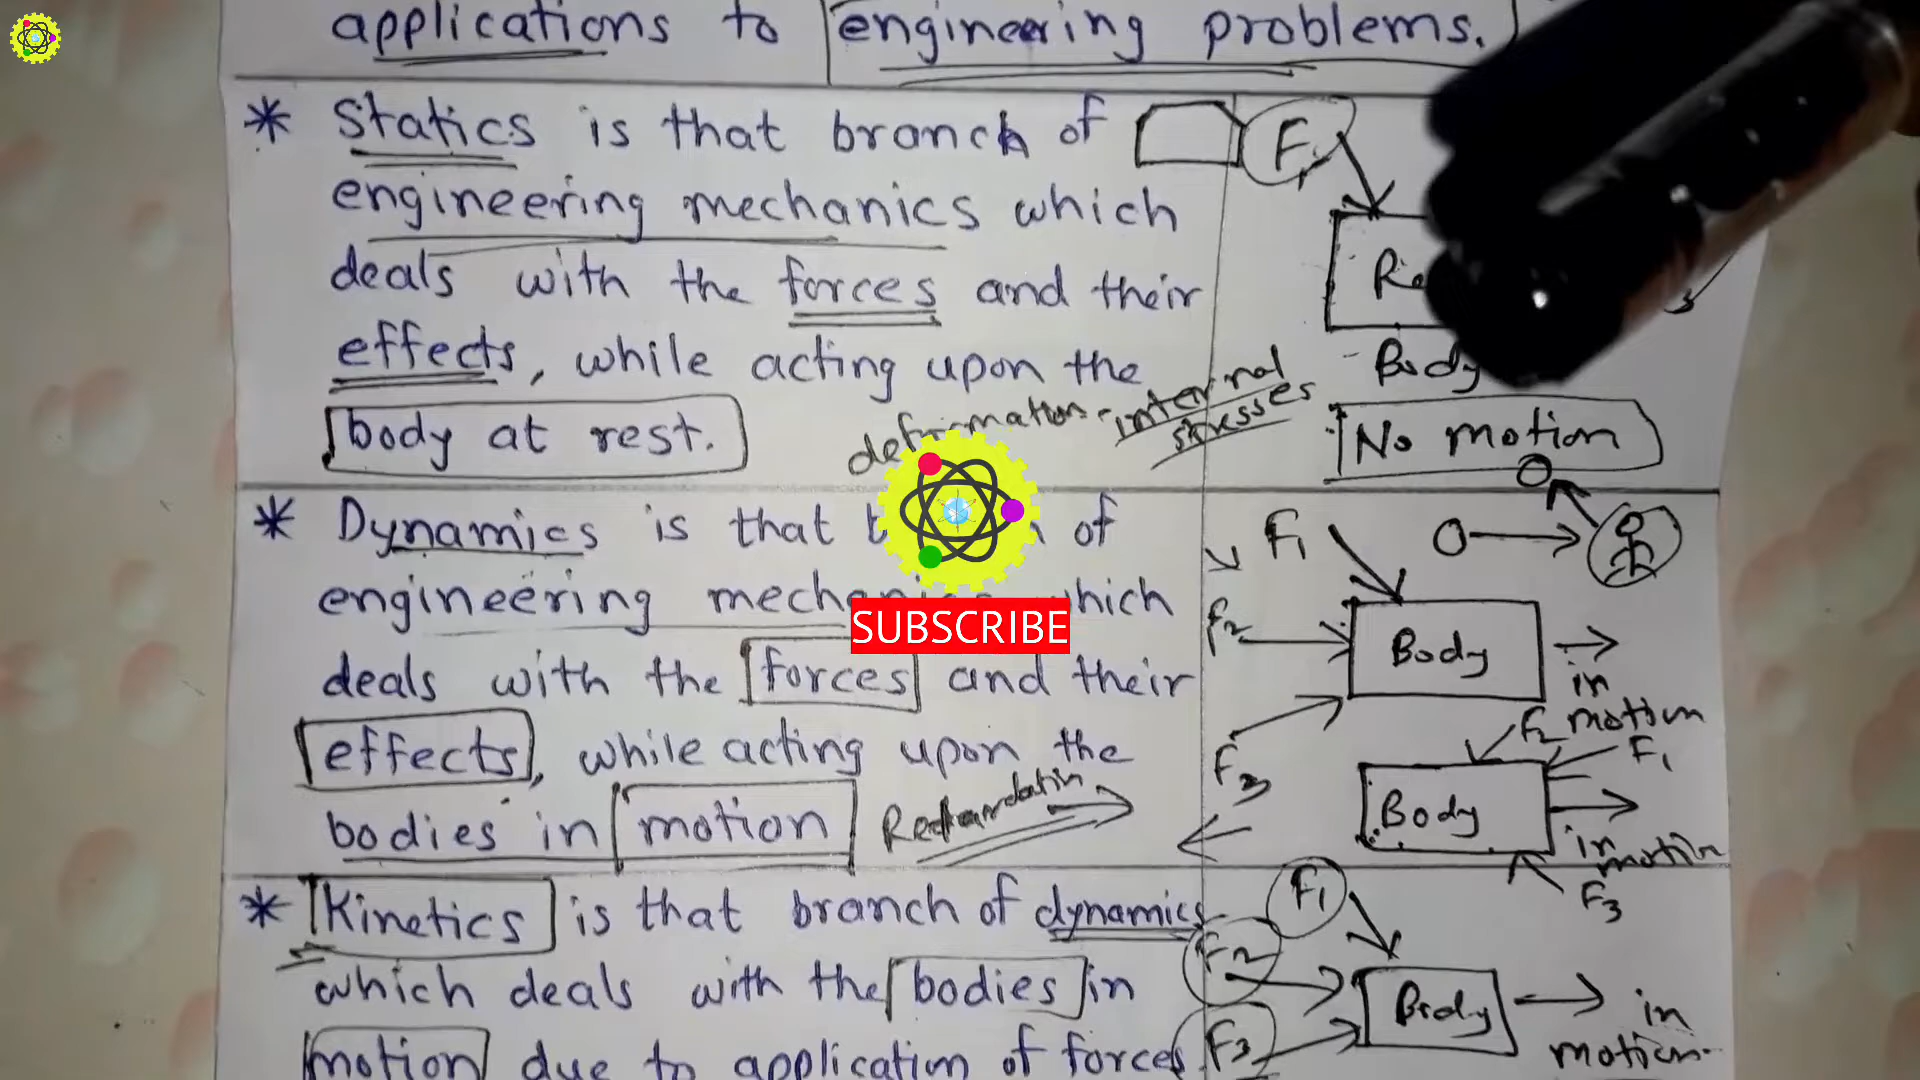 applications to engineering problems.
* Statics is that branch of
engineering mechanics which
deals with the forces and their
effects, while acting upon the
body at rest.
deformation - internal
stresses
F1
Body
No motion
* Dynamics is that of
engineering which
deals with the forces and their
effects, while acting upon the
bodies in motion
SUBSCRIBE
F1
F2
F3
Body
in
motion
F2
F1
Body
in
motion
F3
* Kinetics is that branch of dynamics
which deals with the bodies in
motion due to application of forces
F1
F2
F3
Body
in
motion